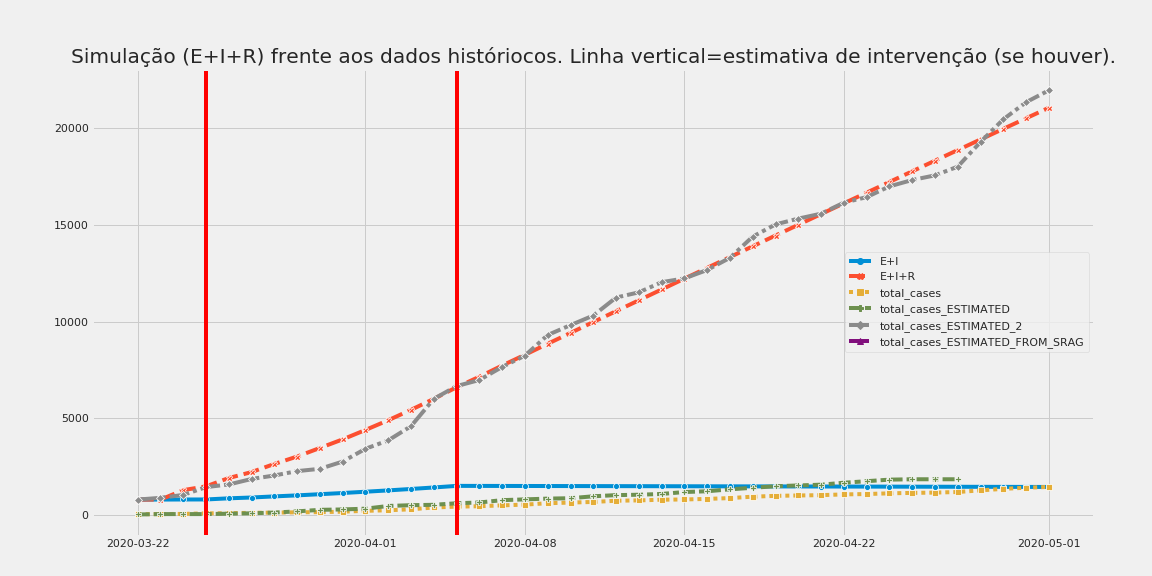 Simulação (E+I+R) frente aos dados históriocos. Linha vertical=estimativa de intervenção (se houver).
20000
15000
10000
5000
0
E+I
E+I+R
total_cases
total_cases_ESTIMATED
total_cases_ESTIMATED_2
total_cases_ESTIMATED_FROM_SRAG
2020-03-22 2020-04-01 2020-04-08 2020-04-15 2020-04-22 2020-05-01